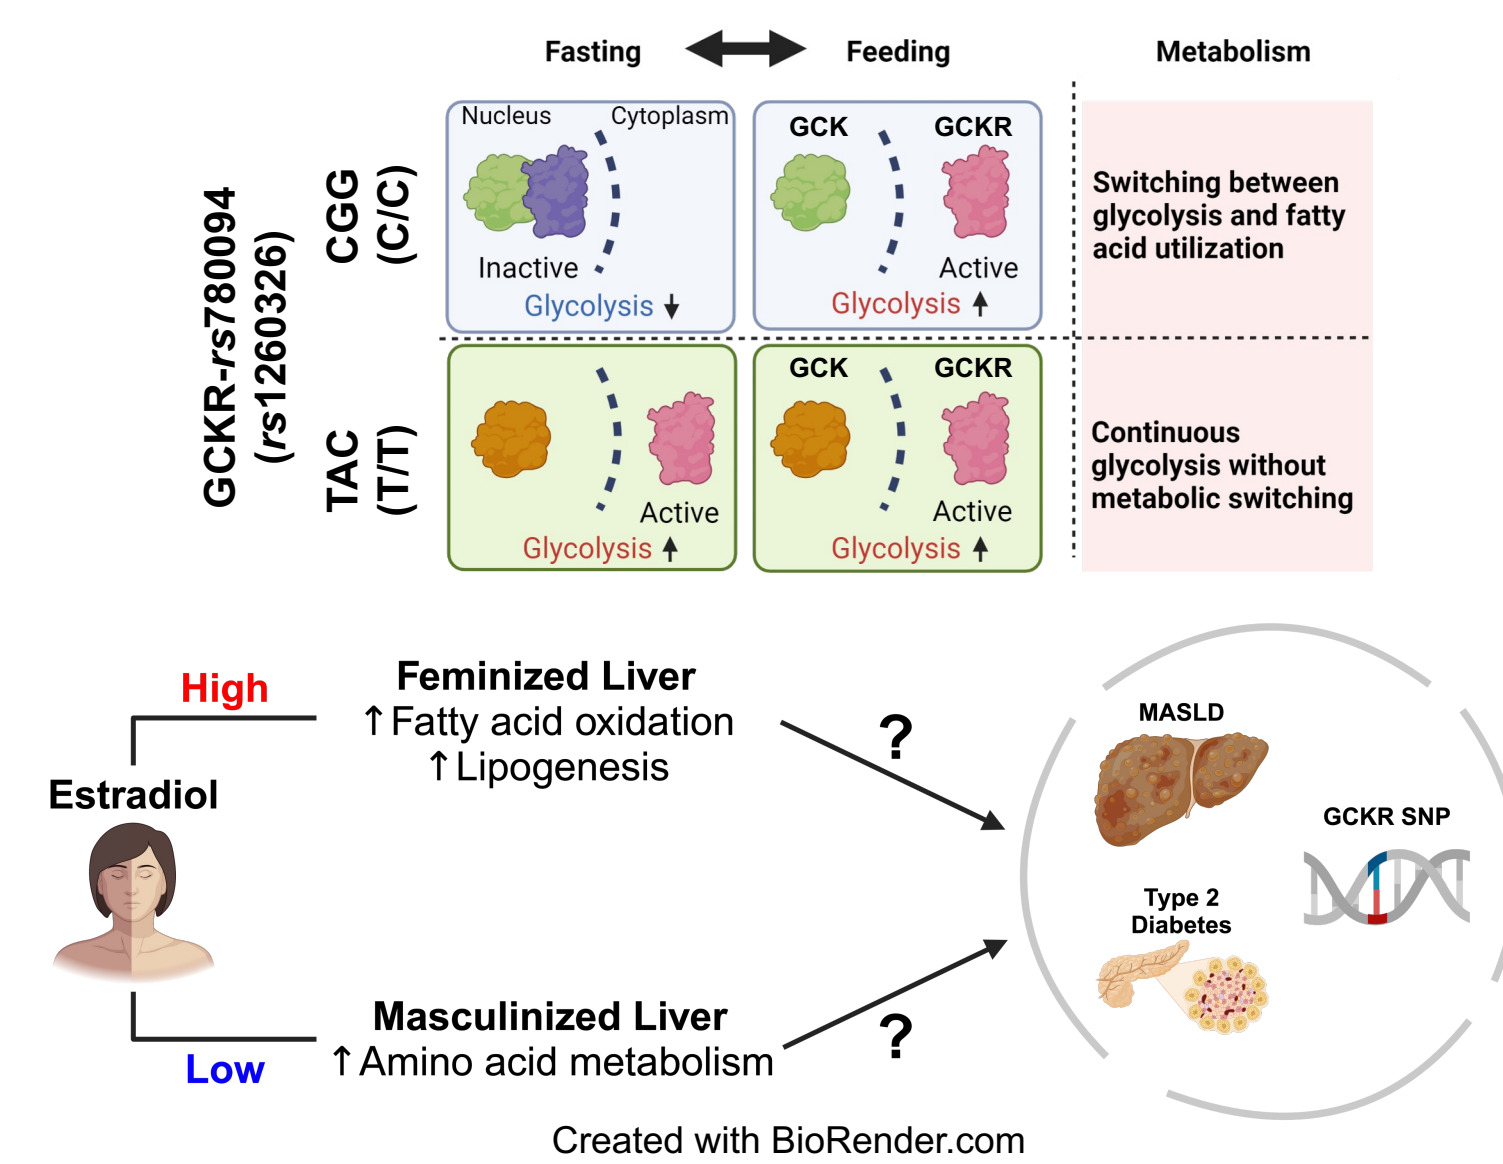 Fasting Feeding Metabolism
GCKR-rs780094
(rs1260326)
CGG
(C/C)
Nucleus Cytoplasm
Inactive
Glycolysis ↓
GCK GCKR
Active
Glycolysis ↑
Switching between
glycolysis and fatty
acid utilization
TAC
(T/T)
Active
Glycolysis ↑
GCK GCKR
Active
Glycolysis ↑
Continuous
glycolysis without
metabolic switching
Estradiol
High
Feminized Liver
↑Fatty acid oxidation
↑Lipogenesis
?
Low
Masculinized Liver
↑Amino acid metabolism
?
MASLD
GCKR SNP
Type 2
Diabetes
Created with BioRender.com